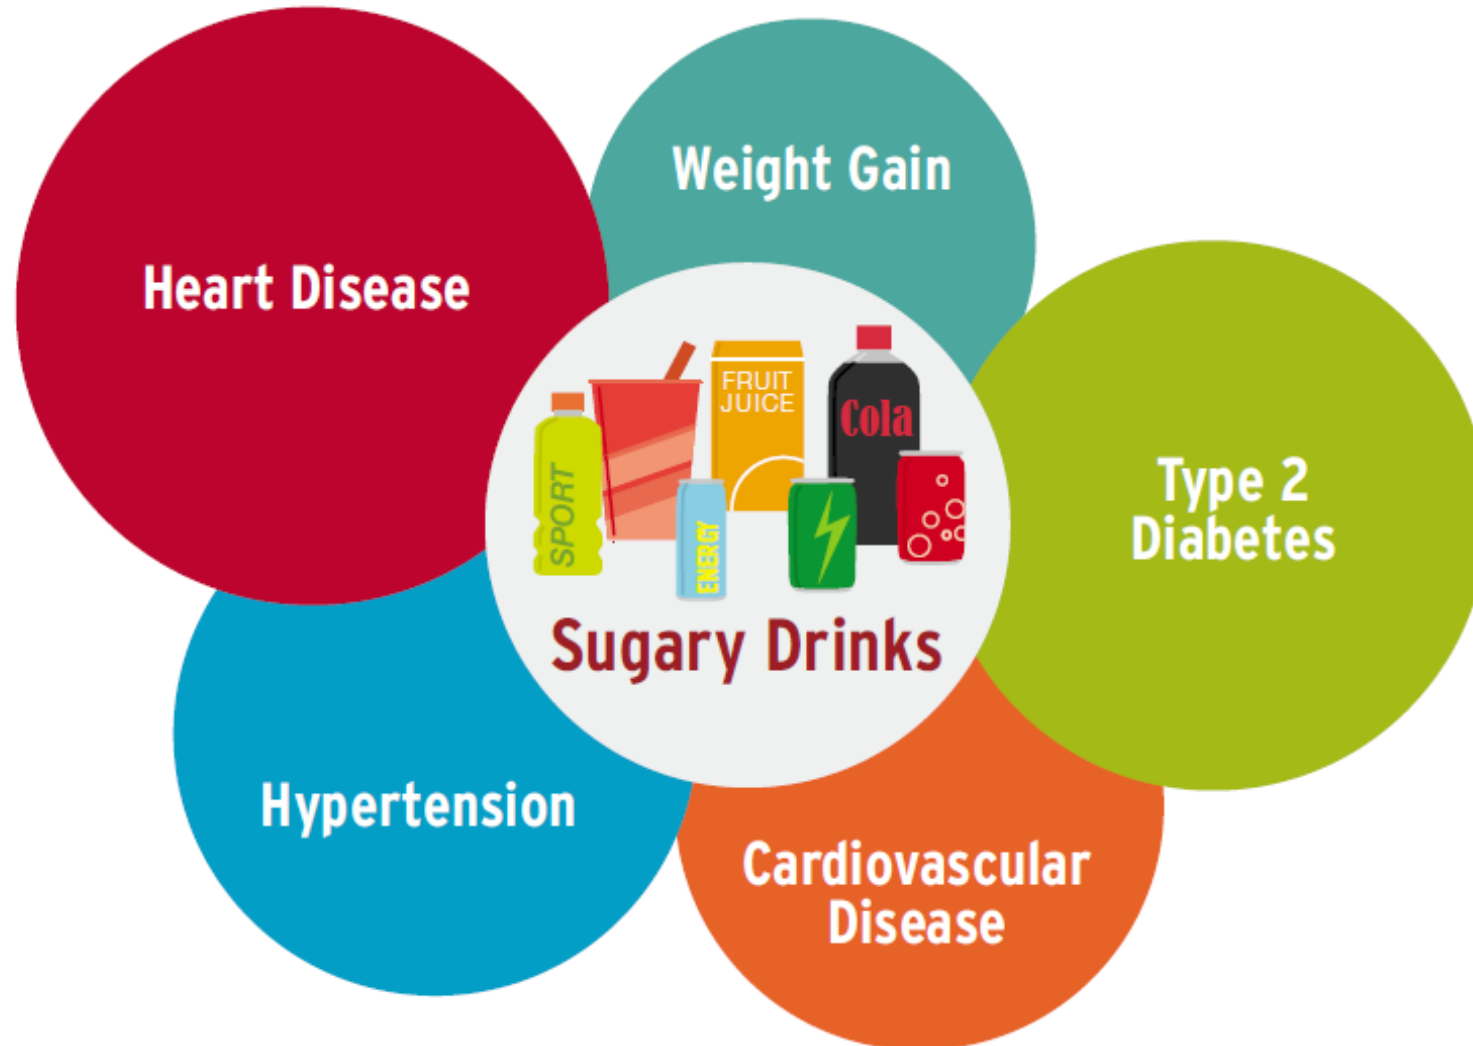 Heart Disease
Weight Gain
Type 2
Diabetes
SPORT
FRUIT
JUICE
Cola
ENERGY
Sugary Drinks
Hypertension
Cardiovascular
Disease